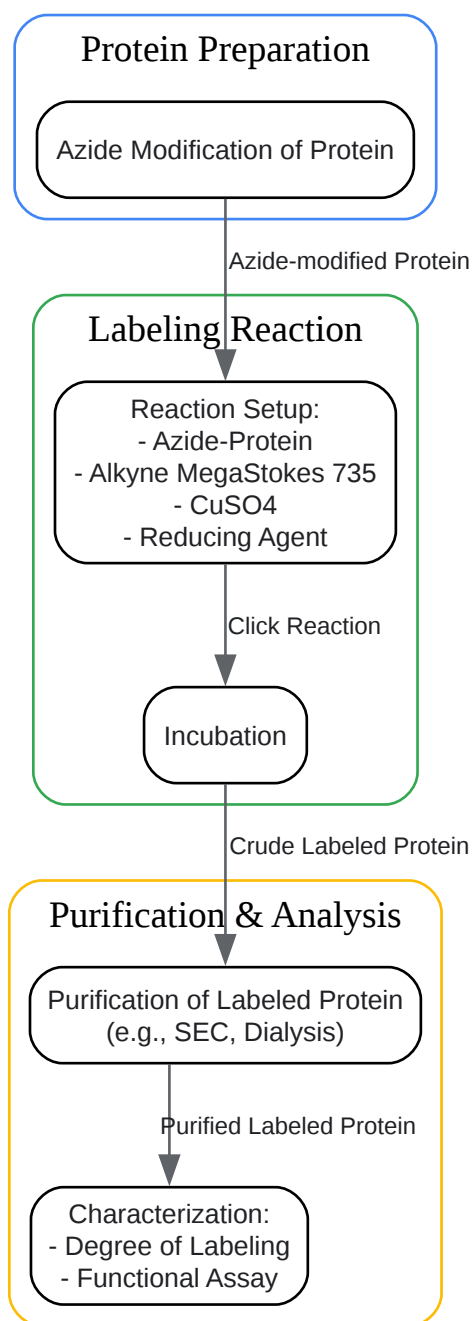 Protein Preparation
Azide Modification of Protein
Azide-modified Protein
Labeling Reaction
Reaction Setup:
- Azide-Protein
- Alkyne MegaStokes 735
- CuSO4
- Reducing Agent
Click Reaction
Incubation
Crude Labeled Protein
Purification & Analysis
Purification of Labeled Protein
(e.g., SEC, Dialysis)
Purified Labeled Protein
Characterization:
- Degree of Labeling
- Functional Assay